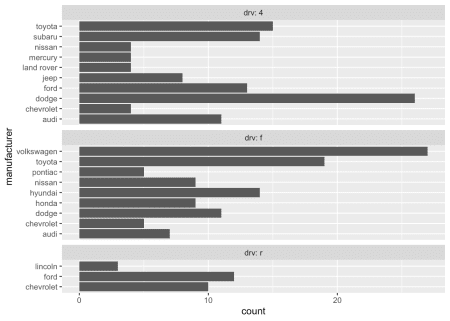 drv: 4
toyota
subaru
nissan
mercury
land rover
jeep
ford
dodge
chevrolet
audi
drv: f
volkswagen
toyota
pontiac
nissan
hyundai
honda
dodge
chevrolet
audi
drv: r
lincoln
ford
chevrolet
manufacturer
0 10 20
count